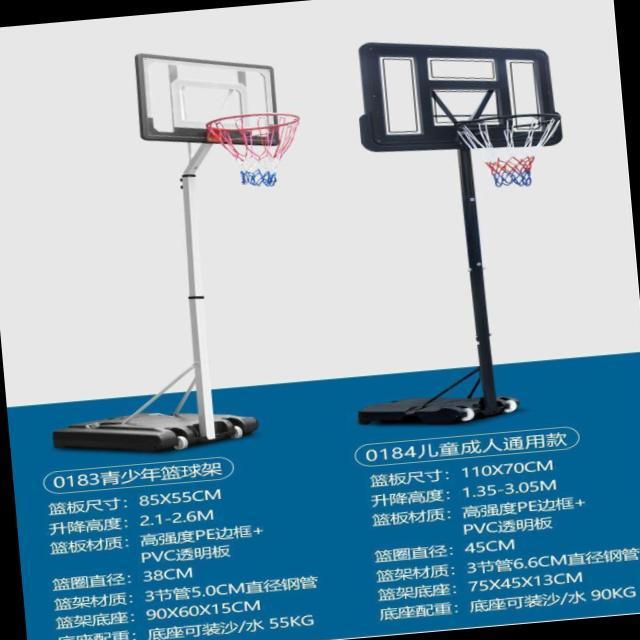 0183青少年篮球架
篮板尺寸：85X55CM
升降高度：2.1-2.6M
篮板材质：高强度PE边框+
PVC透明板
篮圈直径：38CM
篮架材质：3节管5.0CM直径钢管
篮架底座：90X60X15CM
底座配重：底座可装沙/水 55KG
0184儿童成人通用款
篮板尺寸：110X70CM
升降高度：1.35-3.05M
篮板材质：高强度PE边框+
PVC透明板
篮圈直径：45CM
篮架材质：3节管6.6CM直径钢管
篮架底座：75X45X13CM
底座配重：底座可装沙/水 90KG